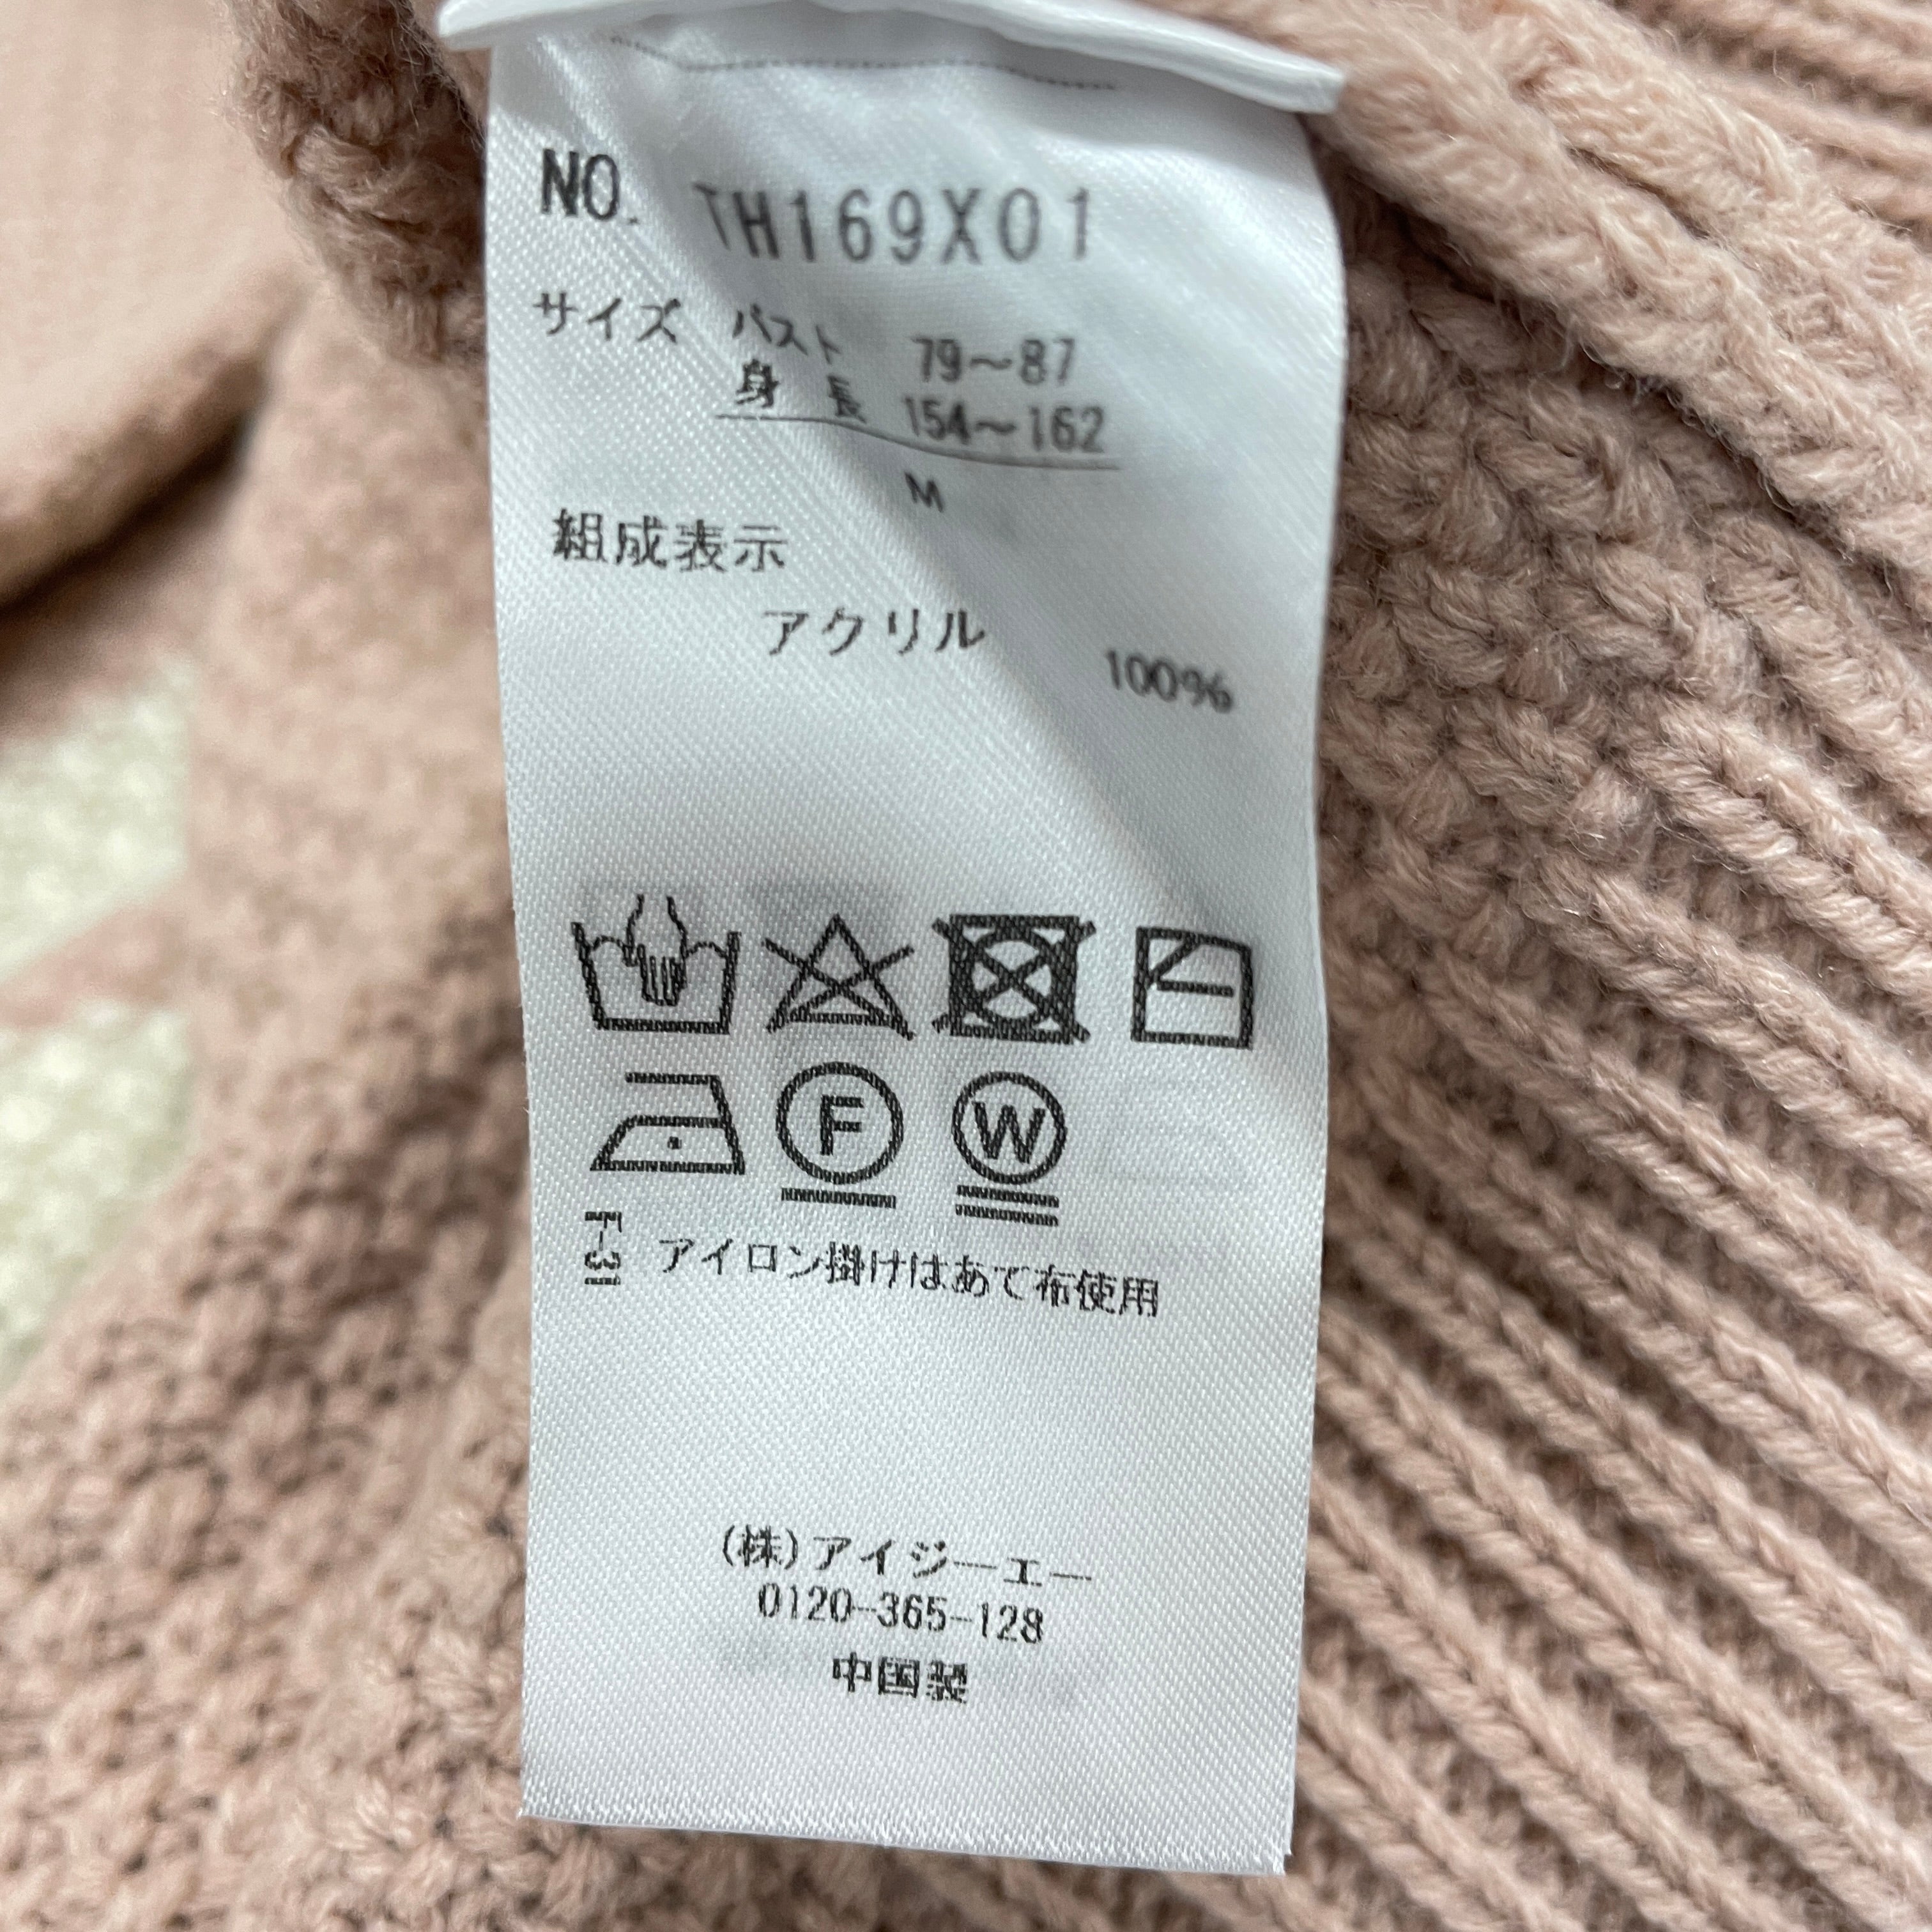 NO. TH169X01
サイズ バスト 79～87
身長 154～162
M
組成表示
アクリル 100%
F
W
F-31
アイロン掛けはあて布使用
(株)アイジーエー
0120-365-128
中国製